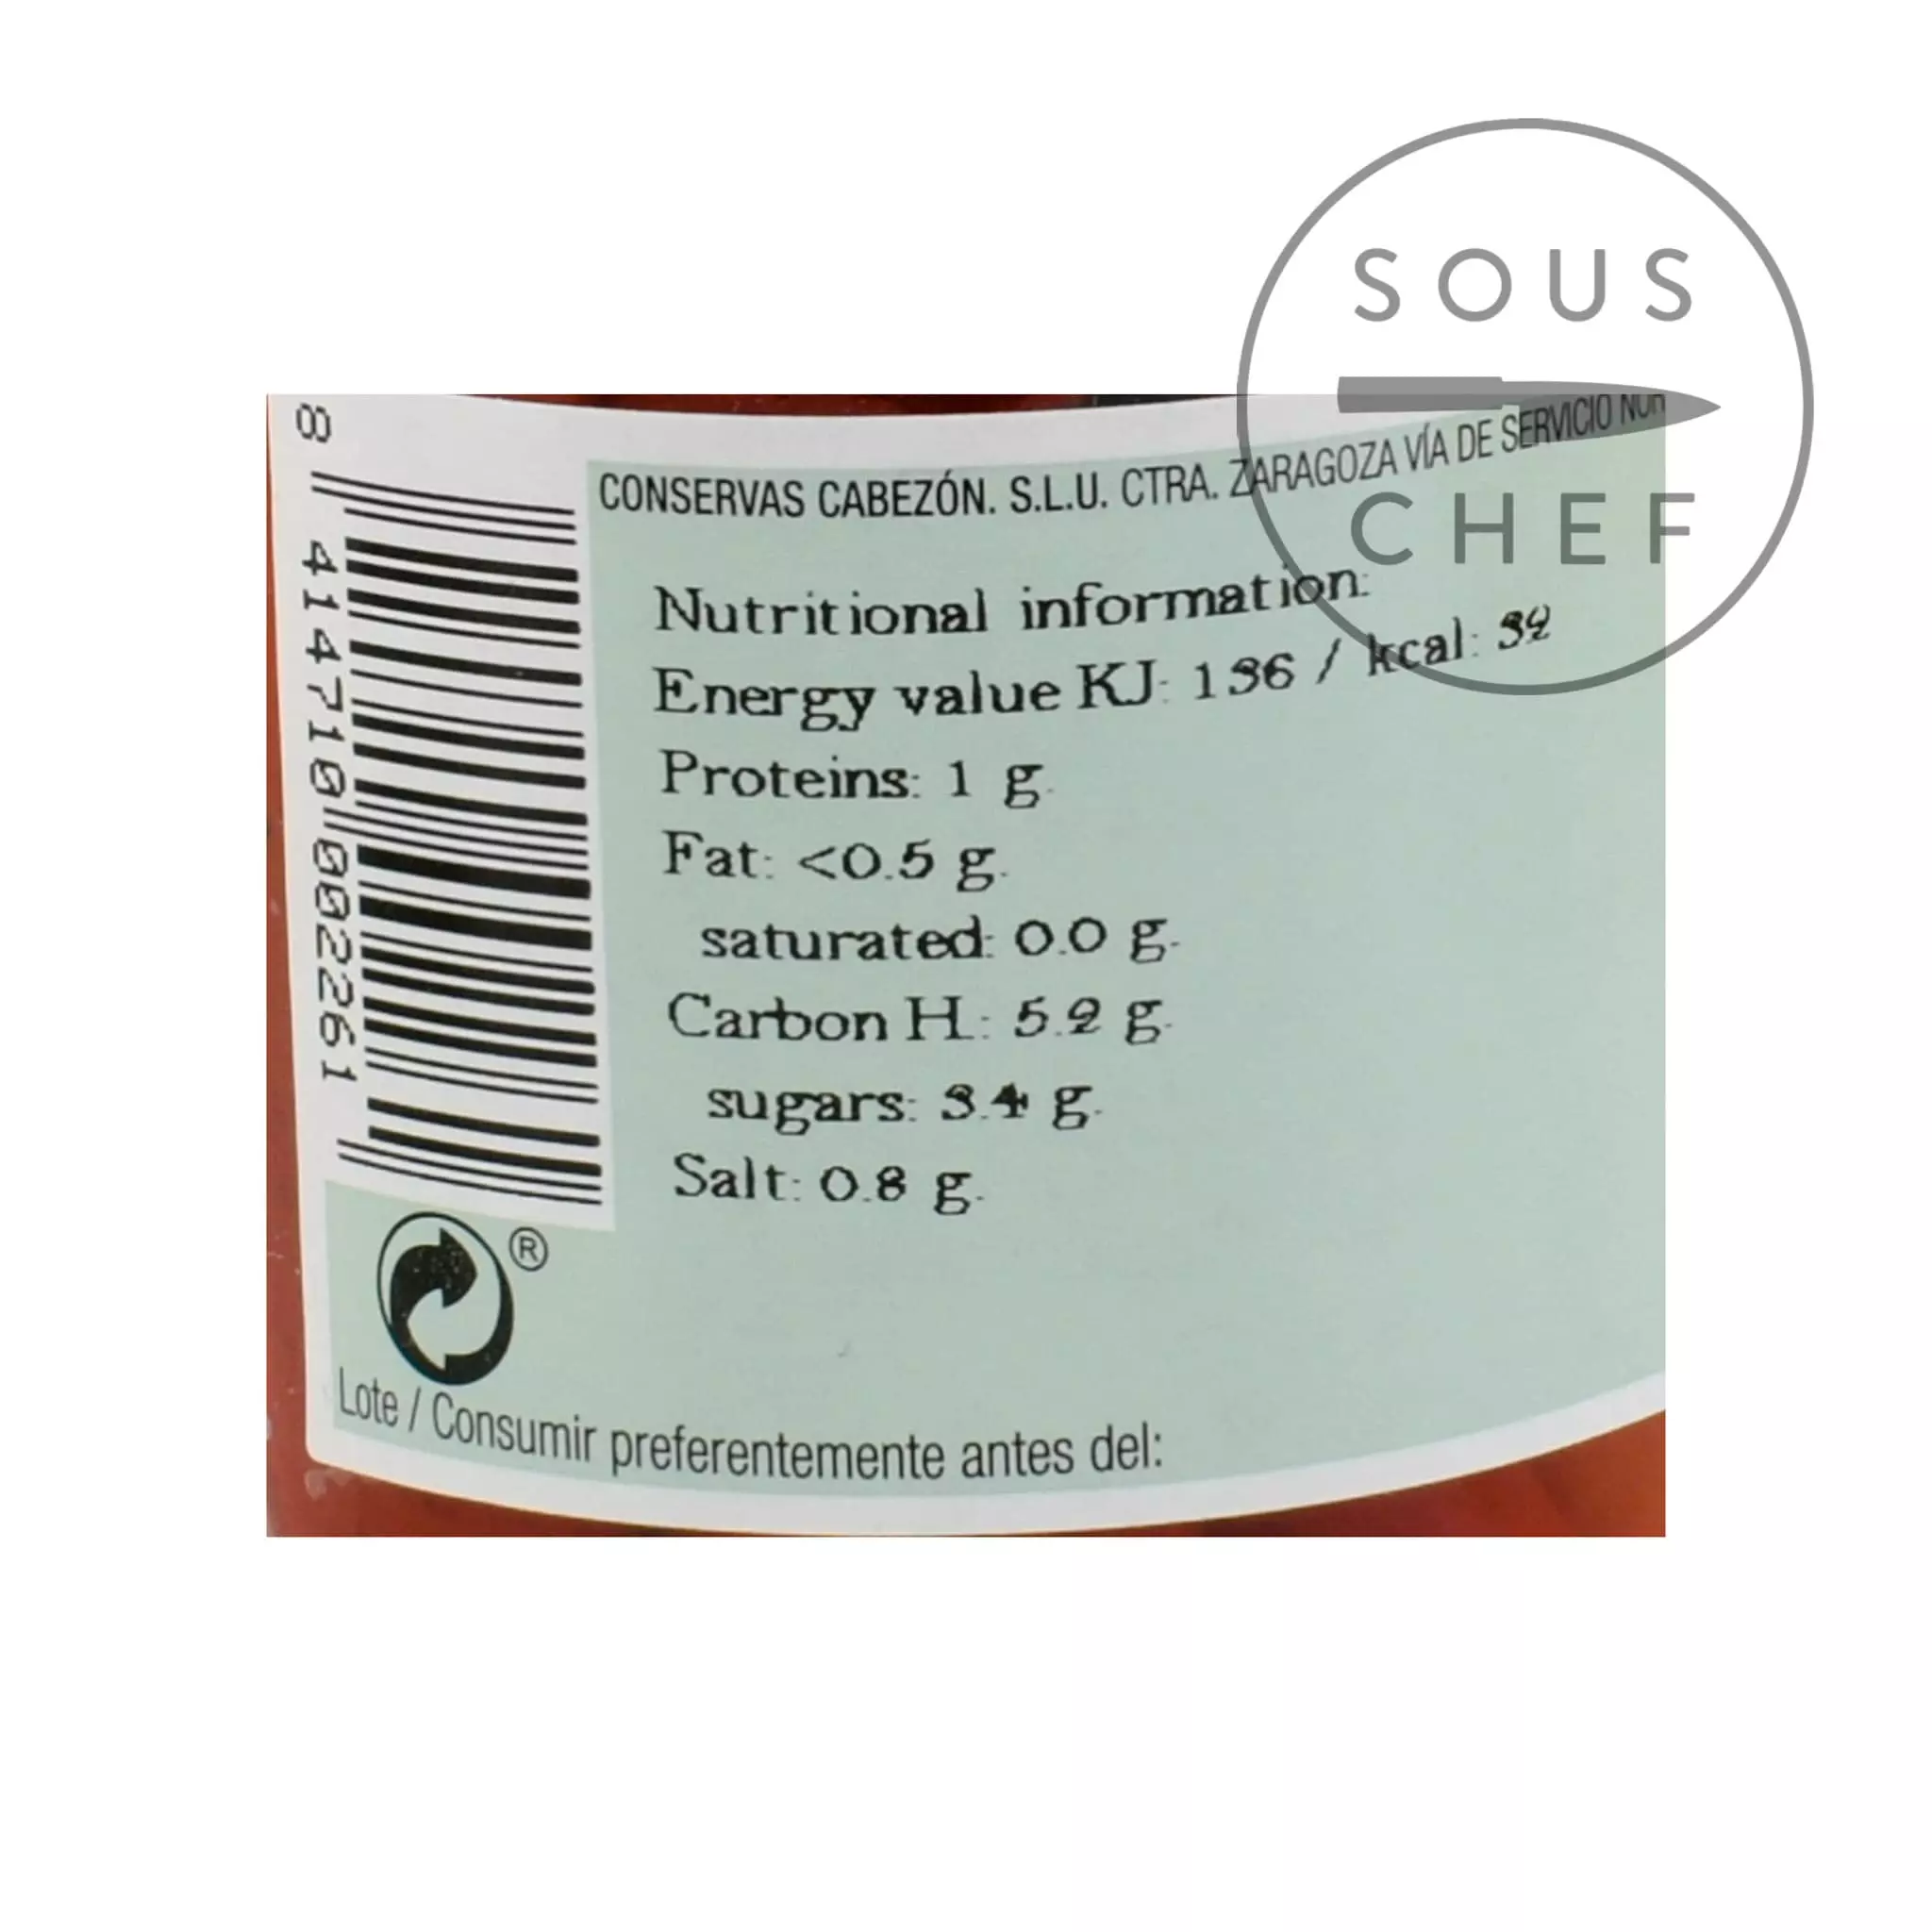 SOUS
CHEF
CONSERVAS CABEZÓN. S.L.U. CTRA. ZARAGOZA VÍA DE SERVICIO
Nutritional information:
Energy value KJ: 136 / kcal: 32
Proteins: 1 g.
Fat: <0.5 g.
saturated: 0.0 g.
Carbon H.: 5.2 g.
sugars: 3.4 g.
Salt: 0.8 g.
8 414710 002261
®
Lote / Consumir preferentemente antes del: